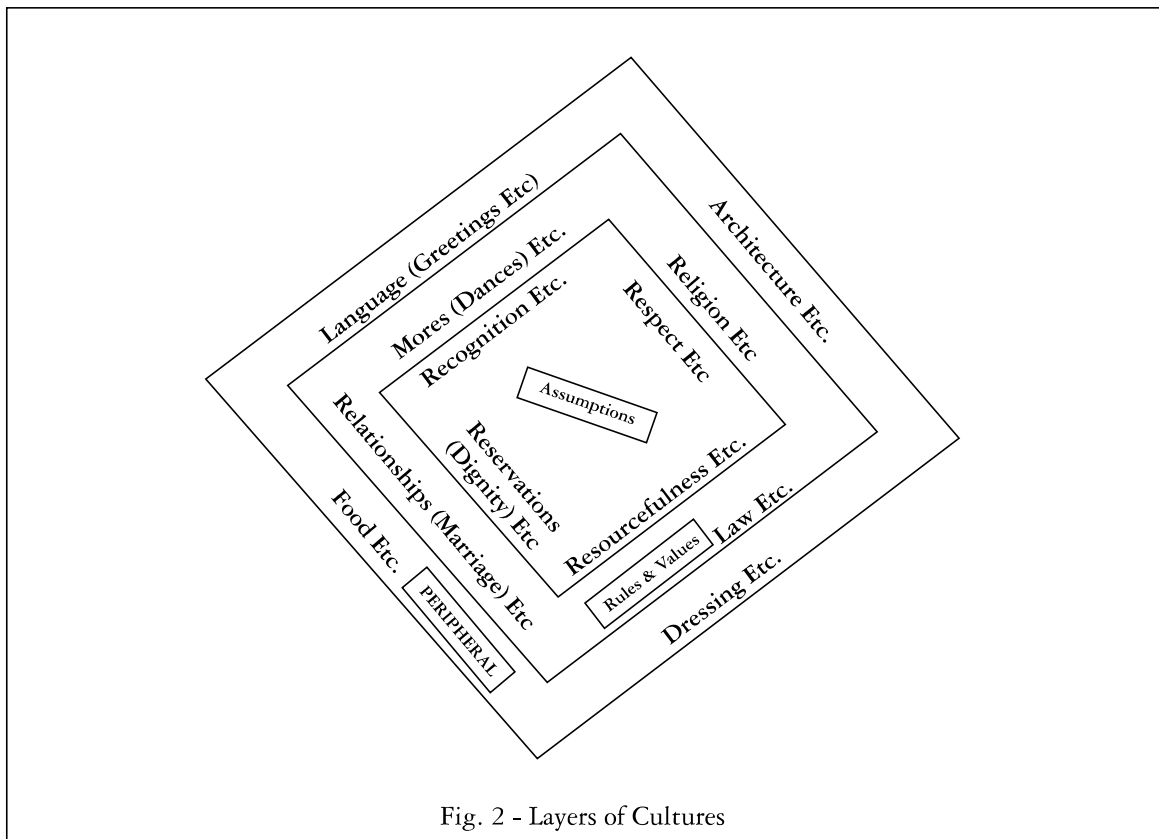 Language (Greetings Etc)
Architecture Etc.
Mores (Dances) Etc.
Religion Etc
Recognition Etc.
Respect Etc
Assumptions
Reservations
(Dignity) Etc
Resourcefulness Etc.
Relationships (Marriage) Etc
Rules & Values
Law Etc.
Food Etc.
PERIPHERAL
Dressing Etc.
Fig. 2 - Layers of Cultures